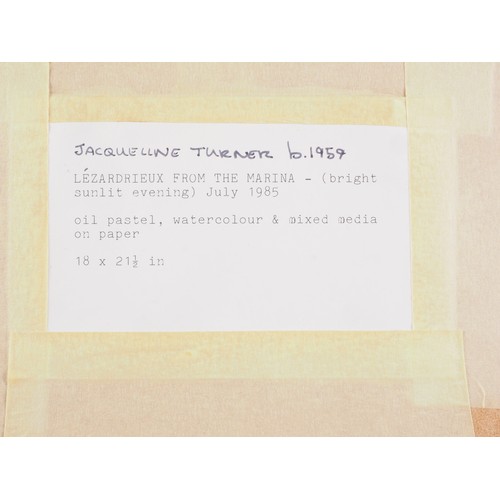 JACQUELINE TURNER b.1959
LÉZARDRIEUX FROM THE MARINA - (bright
sunlit evening) July 1985
oil pastel, watercolour & mixed media
on paper
18 x 21½ in